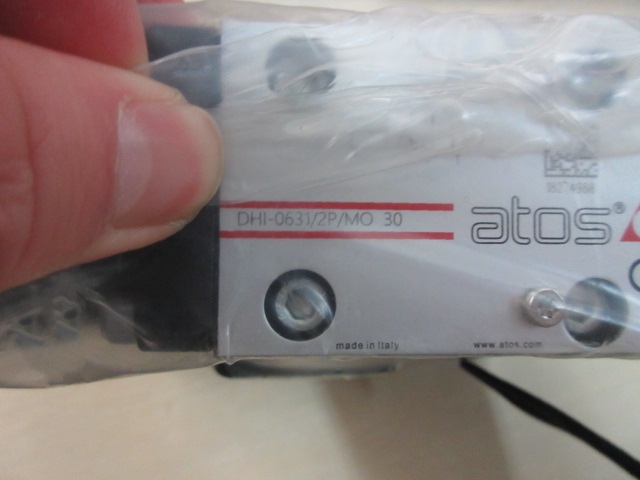 DHI-0631/2P/MO 30
atos®
made in Italy
www.atos.com